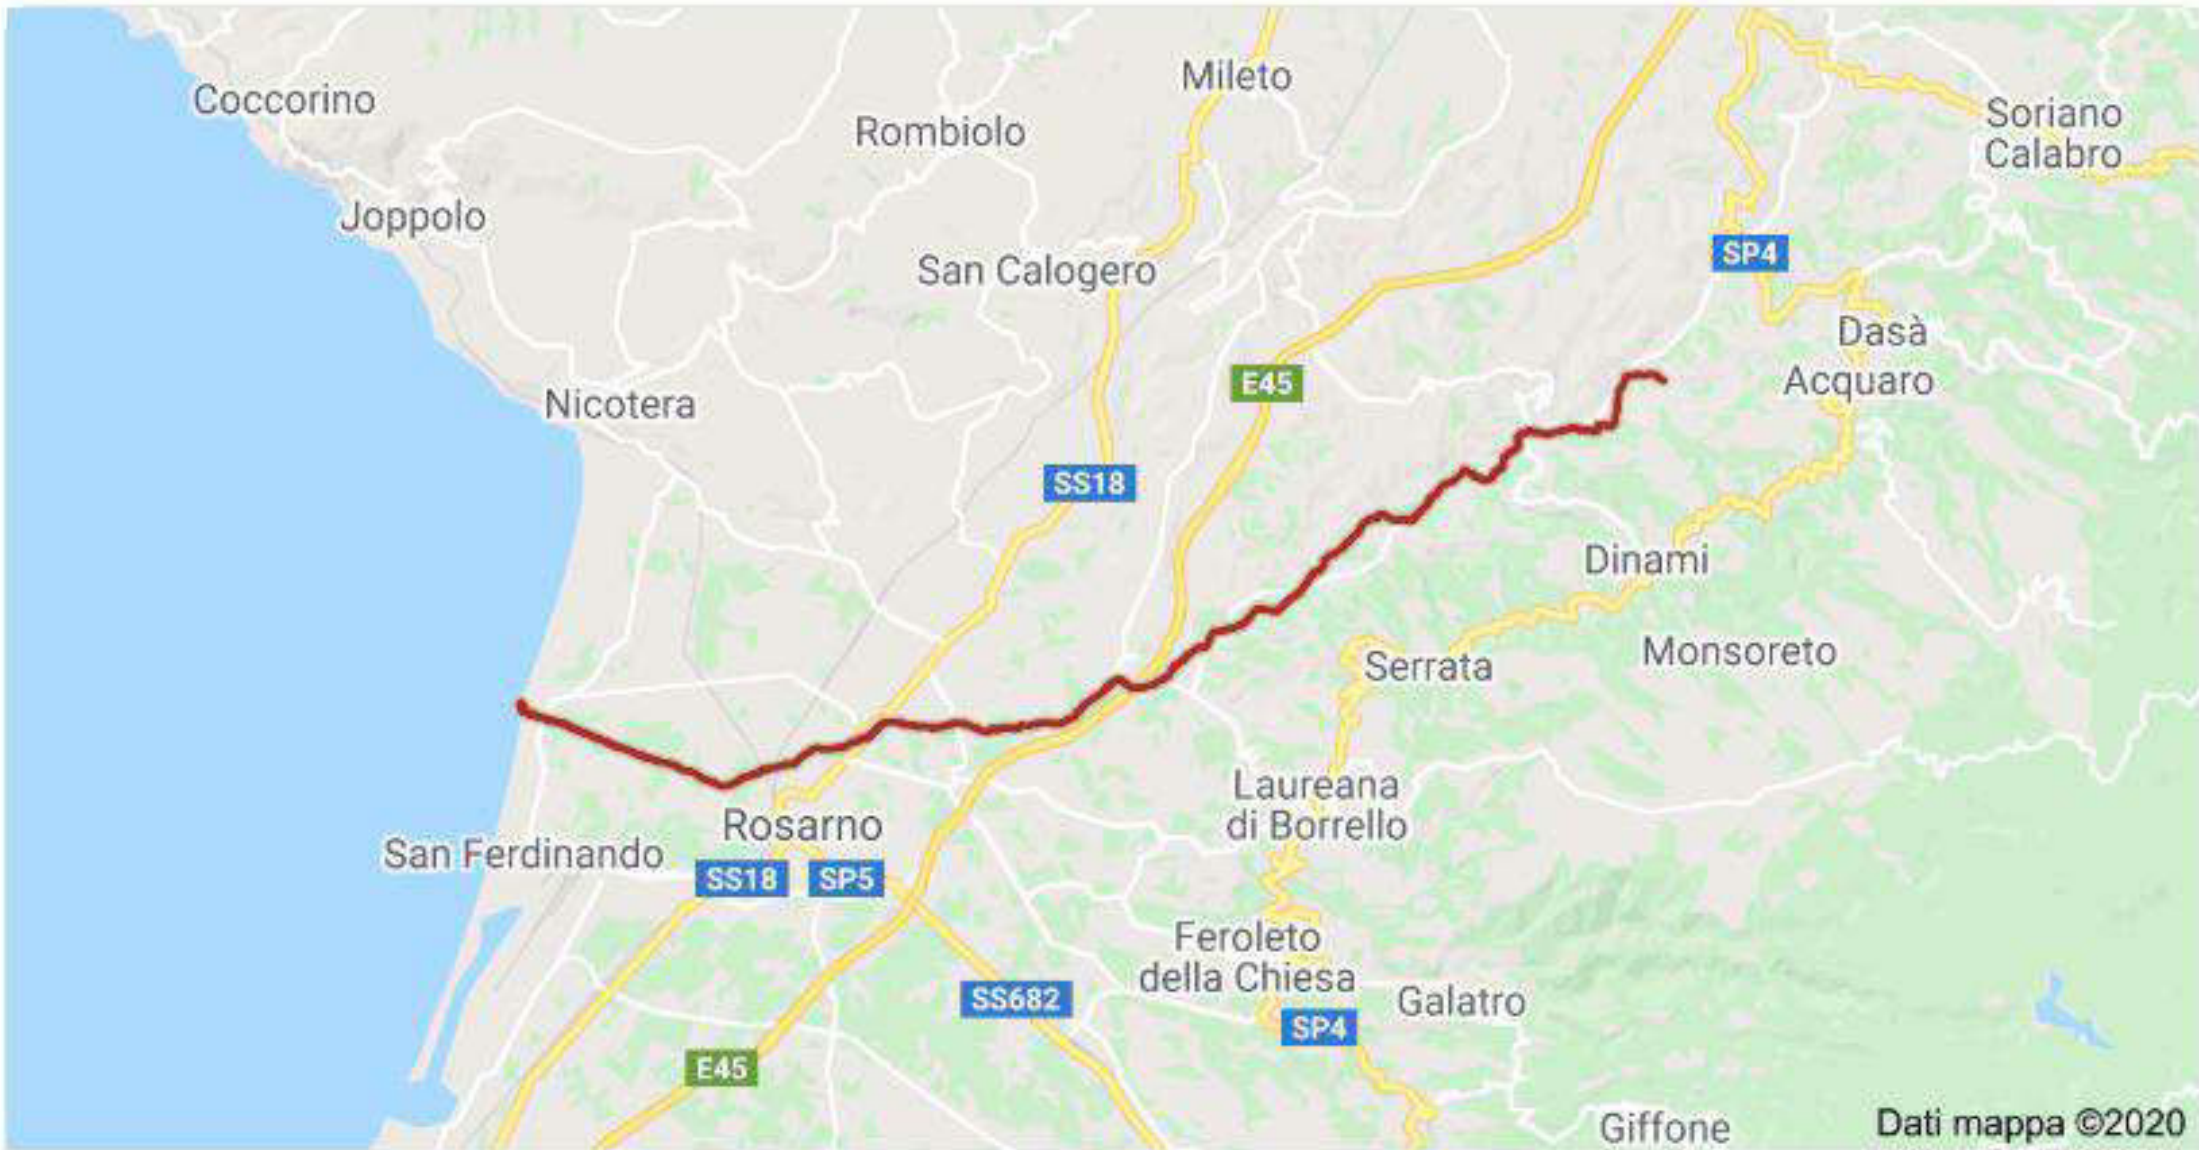 Mileto
Coccorino
Soriano
Calabro
Rombiolo
Joppolo
SP4
San Calogero
Dasà
E45
Acquaro
Nicotera
SS18
Dinami
Serrata
Monsoreto
Laureana
di Borrello
Rosarno
San Ferdinando
SS18
SP5
Feroleto
della Chiesa
SS682
Galatro
SP4
E45
Giffone
Dati mappa ©2020